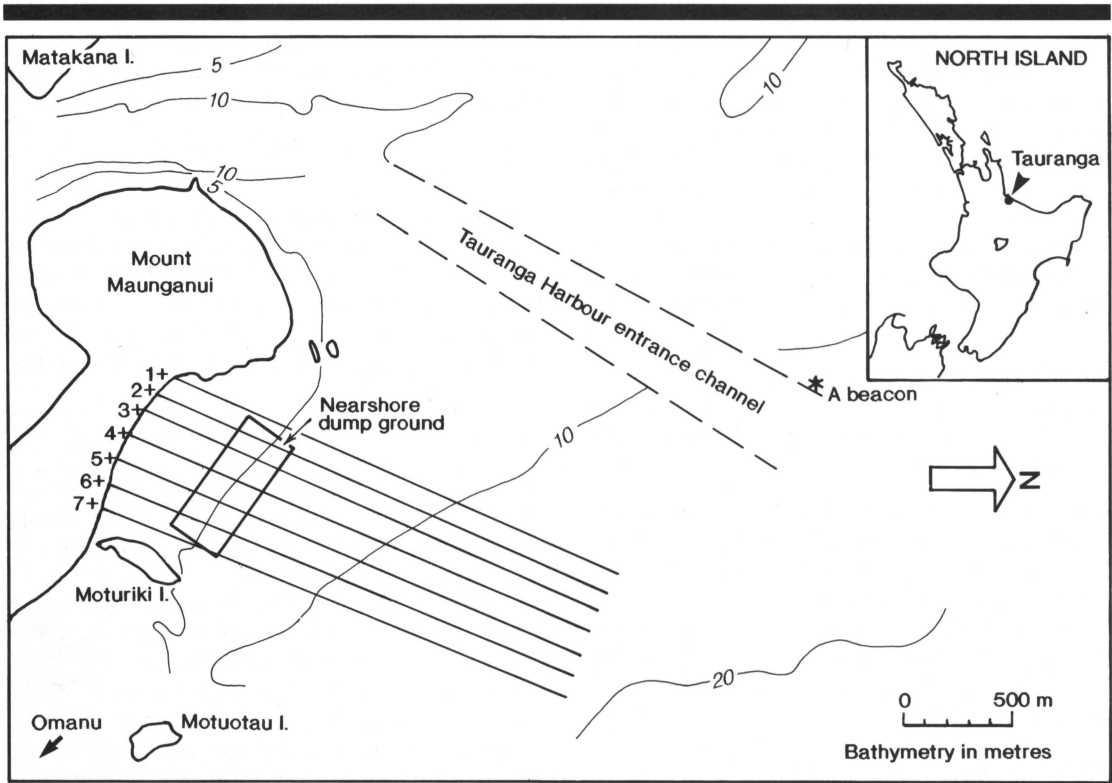 Matakana I.
5
10
10
5
10
Mount
Maunganui
Tauranga Harbour entrance channel
A beacon
NORTH ISLAND
Tauranga
1+
2+
3+
4+
5+
6+
7+
Nearshore
dump ground
10
N
Moturiki I.
20
Omanu
Motuotau I.
0 500 m
Bathymetry in metres